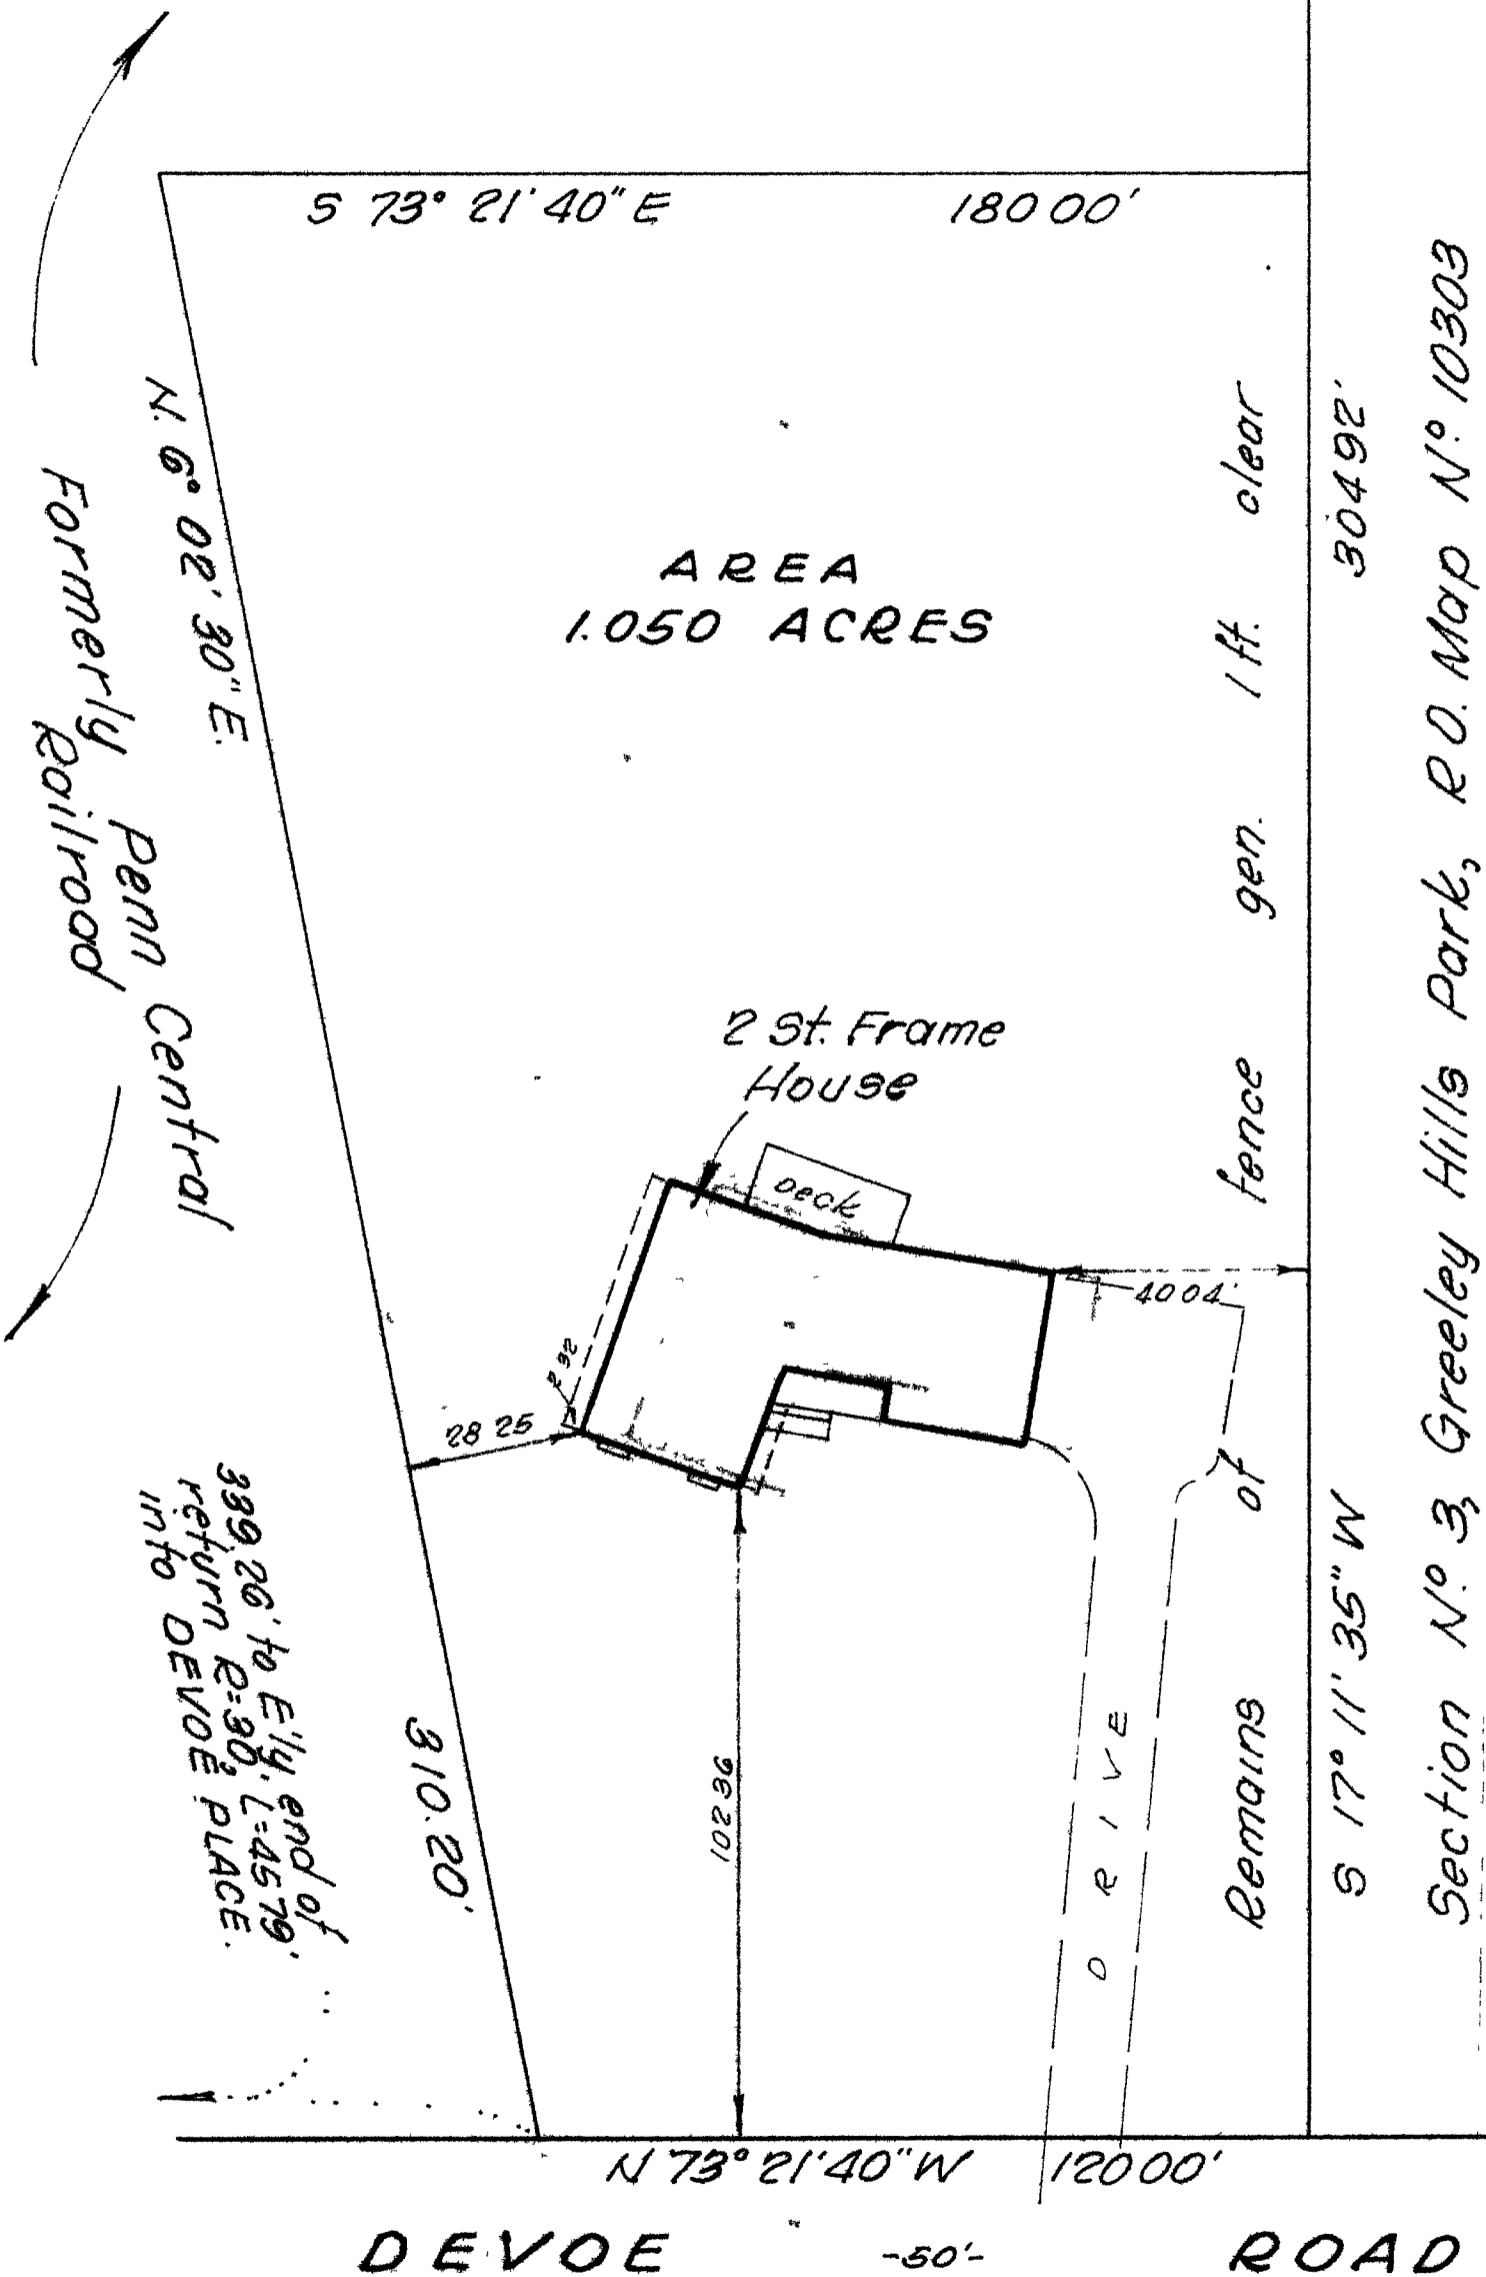 S 73° 21' 40" E 180 00'
AREA
1.050 ACRES
N. 6° 02' 30" E.
310.20'
Formerly Penn Central
Railroad
2 St. Frame
House
Deck
2 92
28 25
40 04'
102 36
DRIVE
Remains of fence gen. 1 ft. clear
S 17° 11' 35" W 304 92'
Section Nº 3, Greeley Hills Park, R.O. Map Nº 10303
389.26' to E'ly. end of
return R=30, L=45 79'
into DEVOE PLACE.
N 73° 21' 40" W 120 00'
DEVOE -50'- ROAD